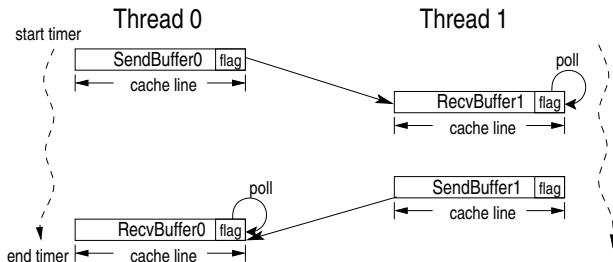 Thread 0 Thread 1
start timer
SendBuffer0 flag
cache line
poll
RecvBuffer1 flag
cache line
SendBuffer1 flag
cache line
poll
RecvBuffer0 flag
end timer
cache line